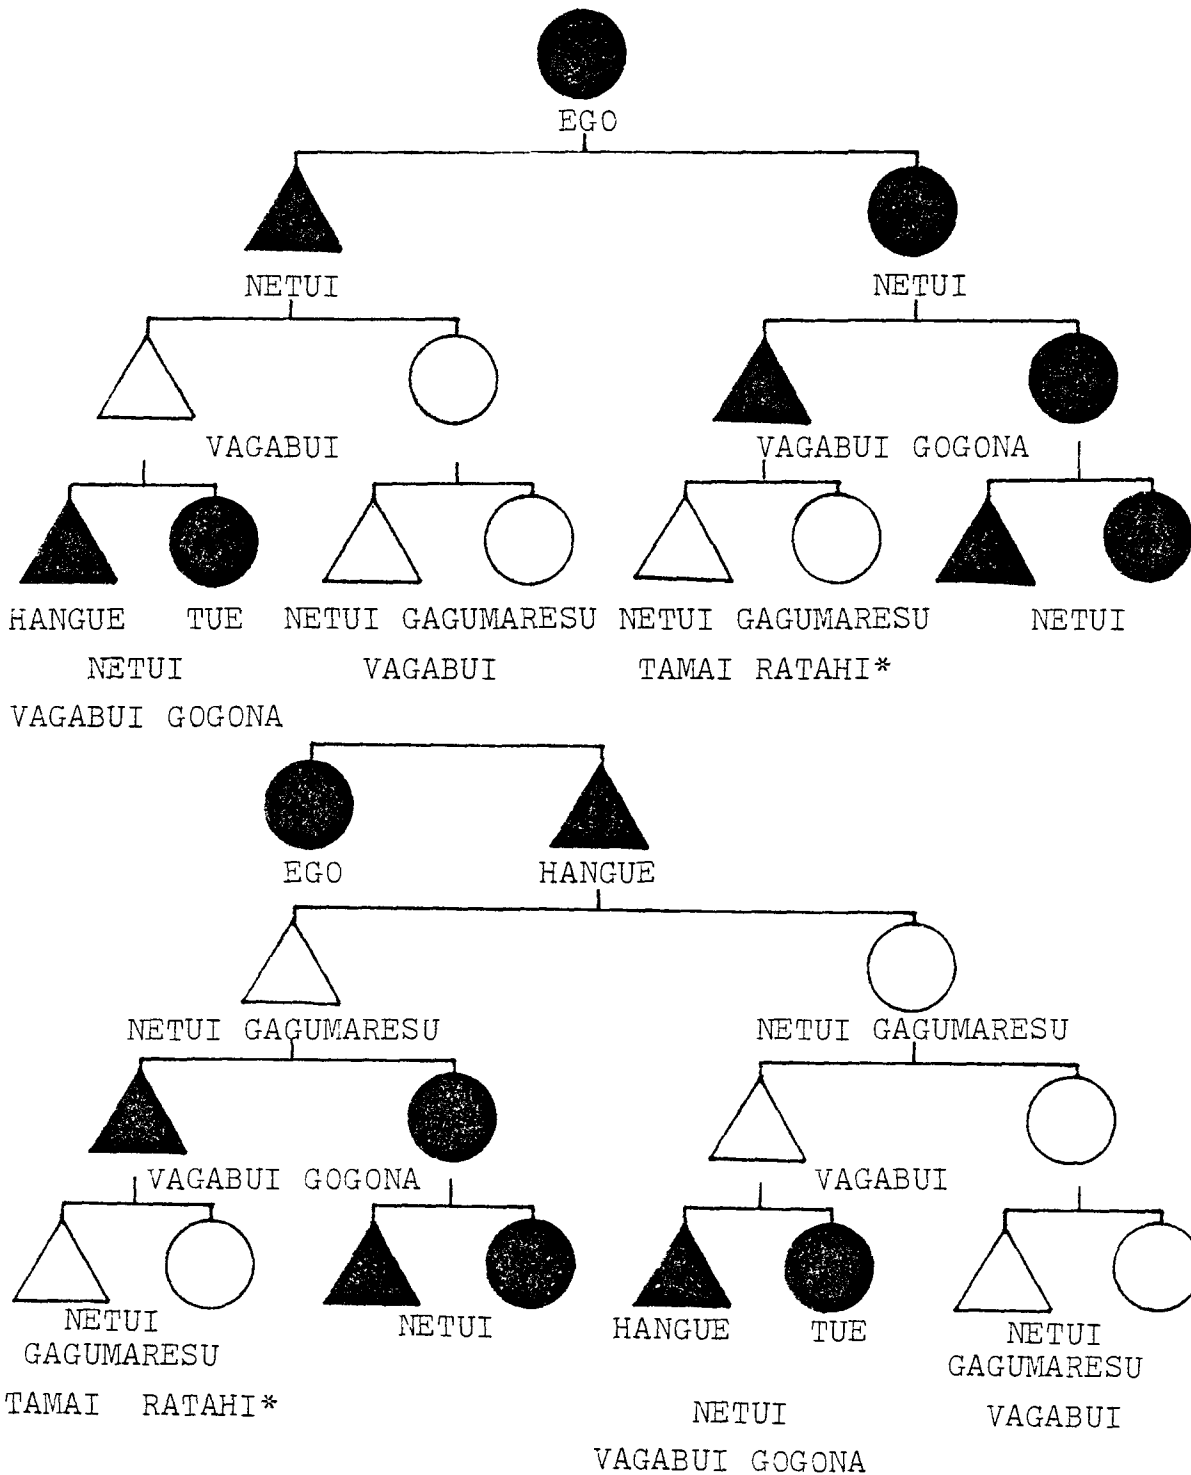 EGO
NETUI NETUI
VAGABUI VAGABUI GOGONA
HANGUE TUE NETUI GAGUMARESU NETUI GAGUMARESU NETUI
NETUI VAGABUI TAMAI RATAHI*
VAGABUI GOGONA
EGO HANGUE
NETUI GAGUMARESU NETUI GAGUMARESU
VAGABUI GOGONA VAGABUI
NETUI NETUI HANGUE TUE NETUI
GAGUMARESU GAGUMARESU
TAMAI RATAHI* NETUI VAGABUI
VAGABUI GOGONA